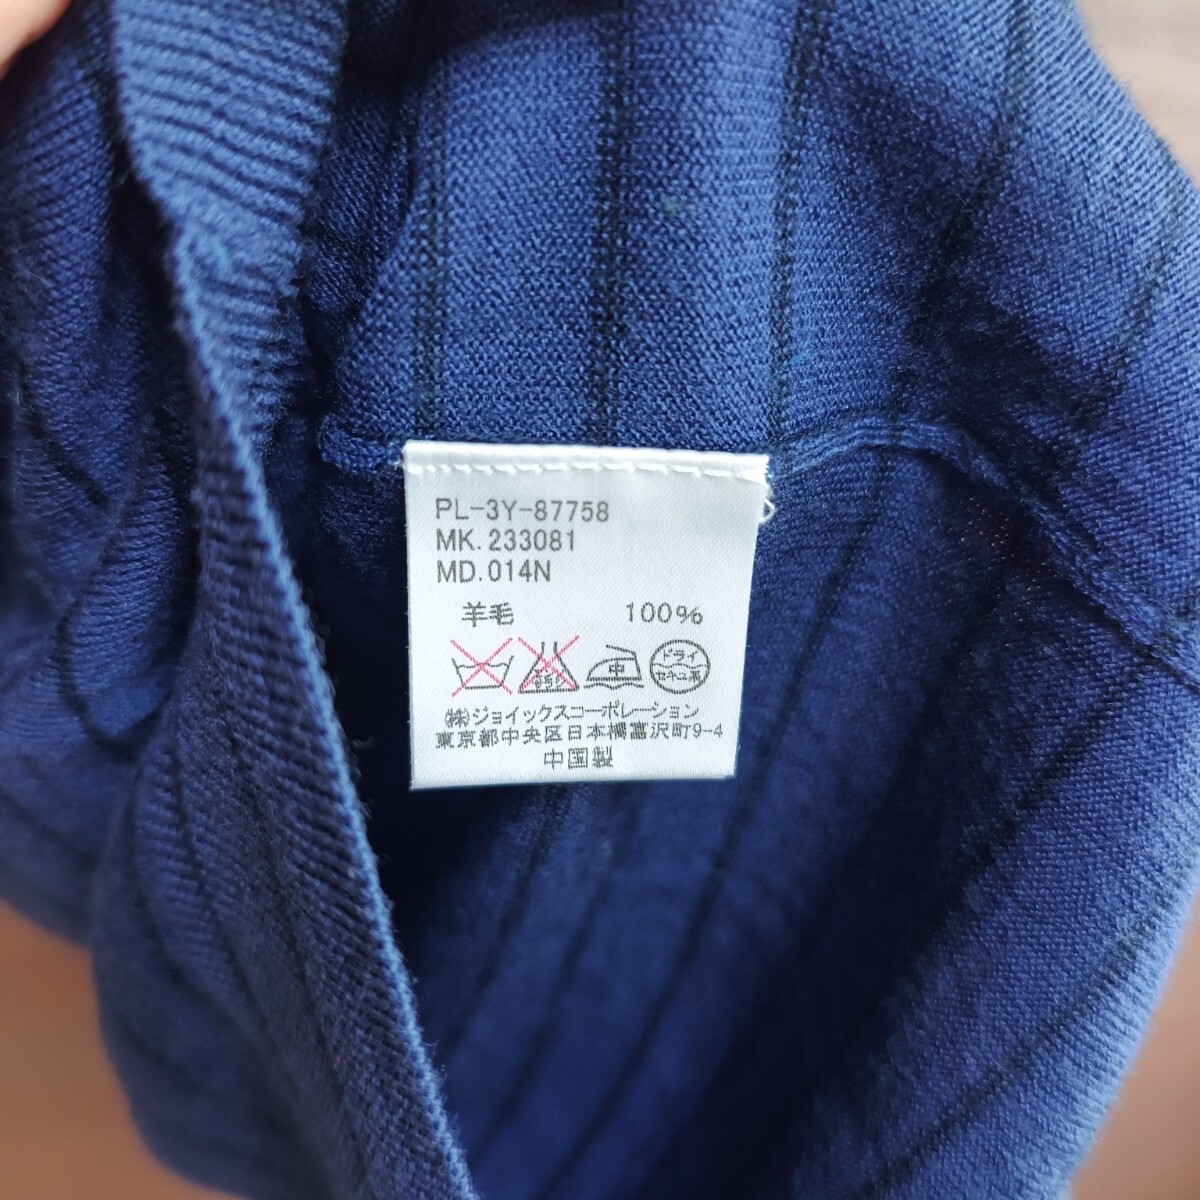 PL-3Y-87758
MK.233081
MD.014N
羊毛 100%
中 ドライ セキユ系
㈱ジョイックスコーポレーション
東京都中央区日本橋富沢町9-4
中国製